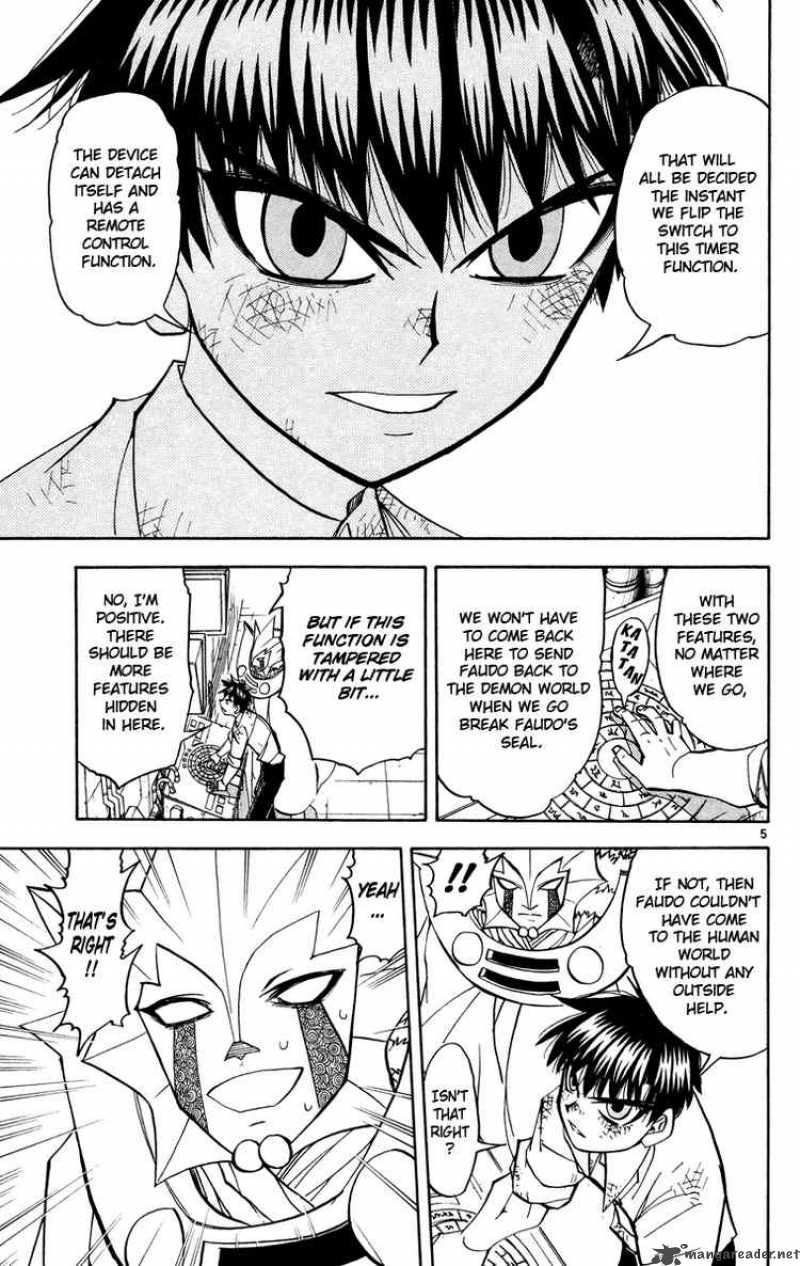 THAT WILL
ALL BE DECIDED
THE INSTANT
WE FLIP THE
SWITCH TO
THIS TIMER
FUNCTION.
THE DEVICE
CAN DETACH
ITSELF AND
HAS A
REMOTE
CONTROL
FUNCTION.
WITH
THESE TWO
FEATURES,
NO MATTER
WHERE
WE GO,
KA
TA
TAN
WE WON'T HAVE
TO COME BACK
HERE TO SEND
FAUDO BACK TO
THE DEMON WORLD
WHEN WE GO
BREAK FAUDO'S
SEAL.
BUT IF THIS
FUNCTION IS
TAMPERED
WITH A LITTLE
BIT...
NO, I'M
POSITIVE.
THERE
SHOULD BE
MORE
FEATURES
HIDDEN
IN HERE.
5
IF NOT, THEN
FAUDO COULDN'T
HAVE COME
TO THE HUMAN
WORLD
WITHOUT ANY
OUTSIDE
HELP.
!!
ISN'T
THAT
RIGHT
?
YEAH
...
THAT'S
RIGHT
!!
mangareader.net